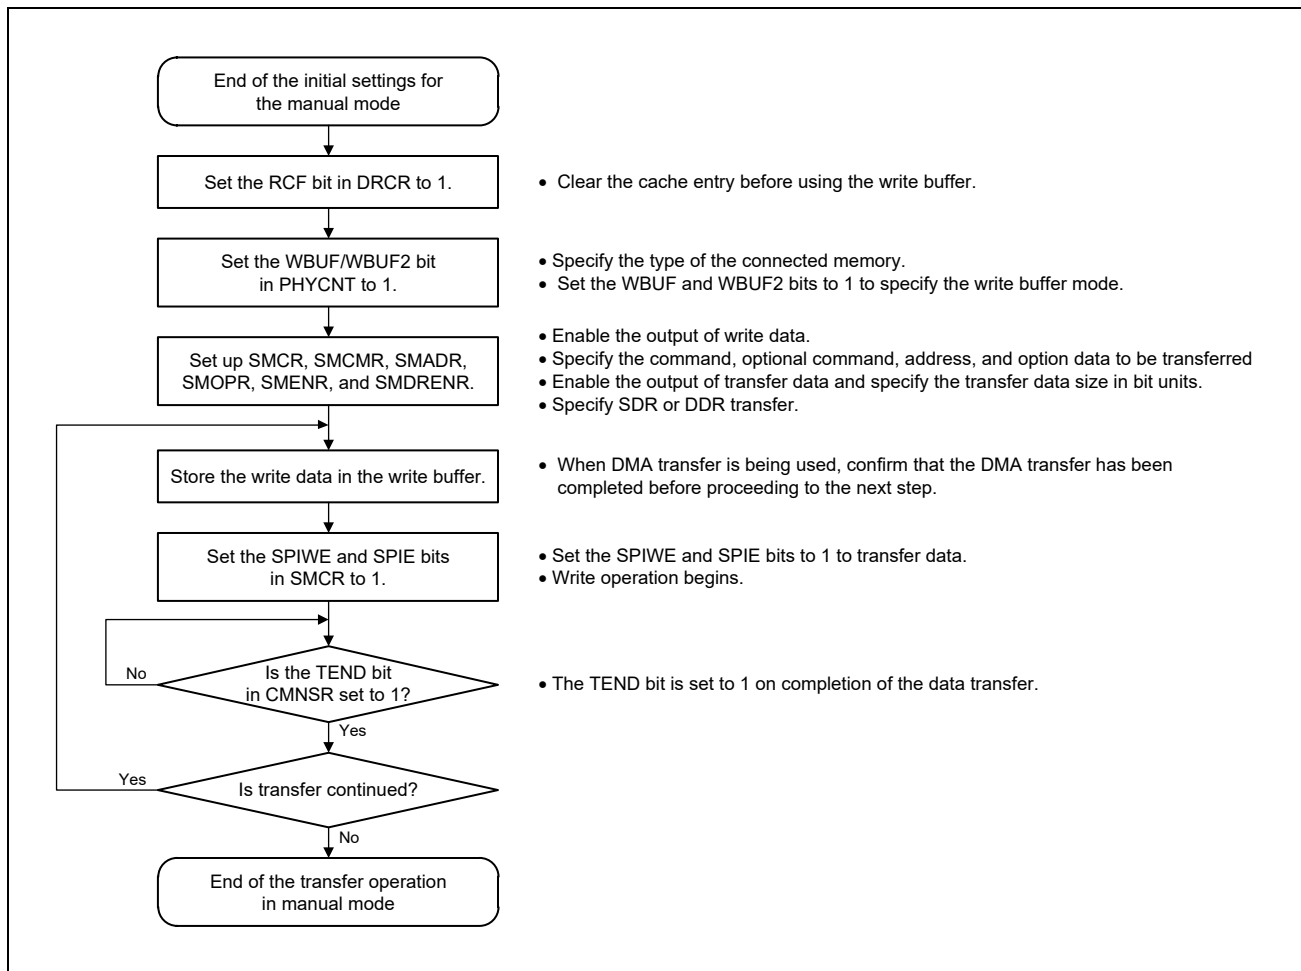 End of the initial settings for
the manual mode
Set the RCF bit in DRCR to 1.
• Clear the cache entry before using the write buffer.
Set the WBUF/WBUF2 bit
in PHYCNT to 1.
• Specify the type of the connected memory.
• Set the WBUF and WBUF2 bits to 1 to specify the write buffer mode.
Set up SMCR, SMCMR, SMADR,
SMOPR, SMENR, and SMDRENR.
• Enable the output of write data.
• Specify the command, optional command, address, and option data to be transferred
• Enable the output of transfer data and specify the transfer data size in bit units.
• Specify SDR or DDR transfer.
Store the write data in the write buffer.
• When DMA transfer is being used, confirm that the DMA transfer has been
completed before proceeding to the next step.
Set the SPIWE and SPIE bits
in SMCR to 1.
• Set the SPIWE and SPIE bits to 1 to transfer data.
• Write operation begins.
No
Is the TEND bit
in CMNSR set to 1?
• The TEND bit is set to 1 on completion of the data transfer.
Yes
Yes
Is transfer continued?
No
End of the transfer operation
in manual mode